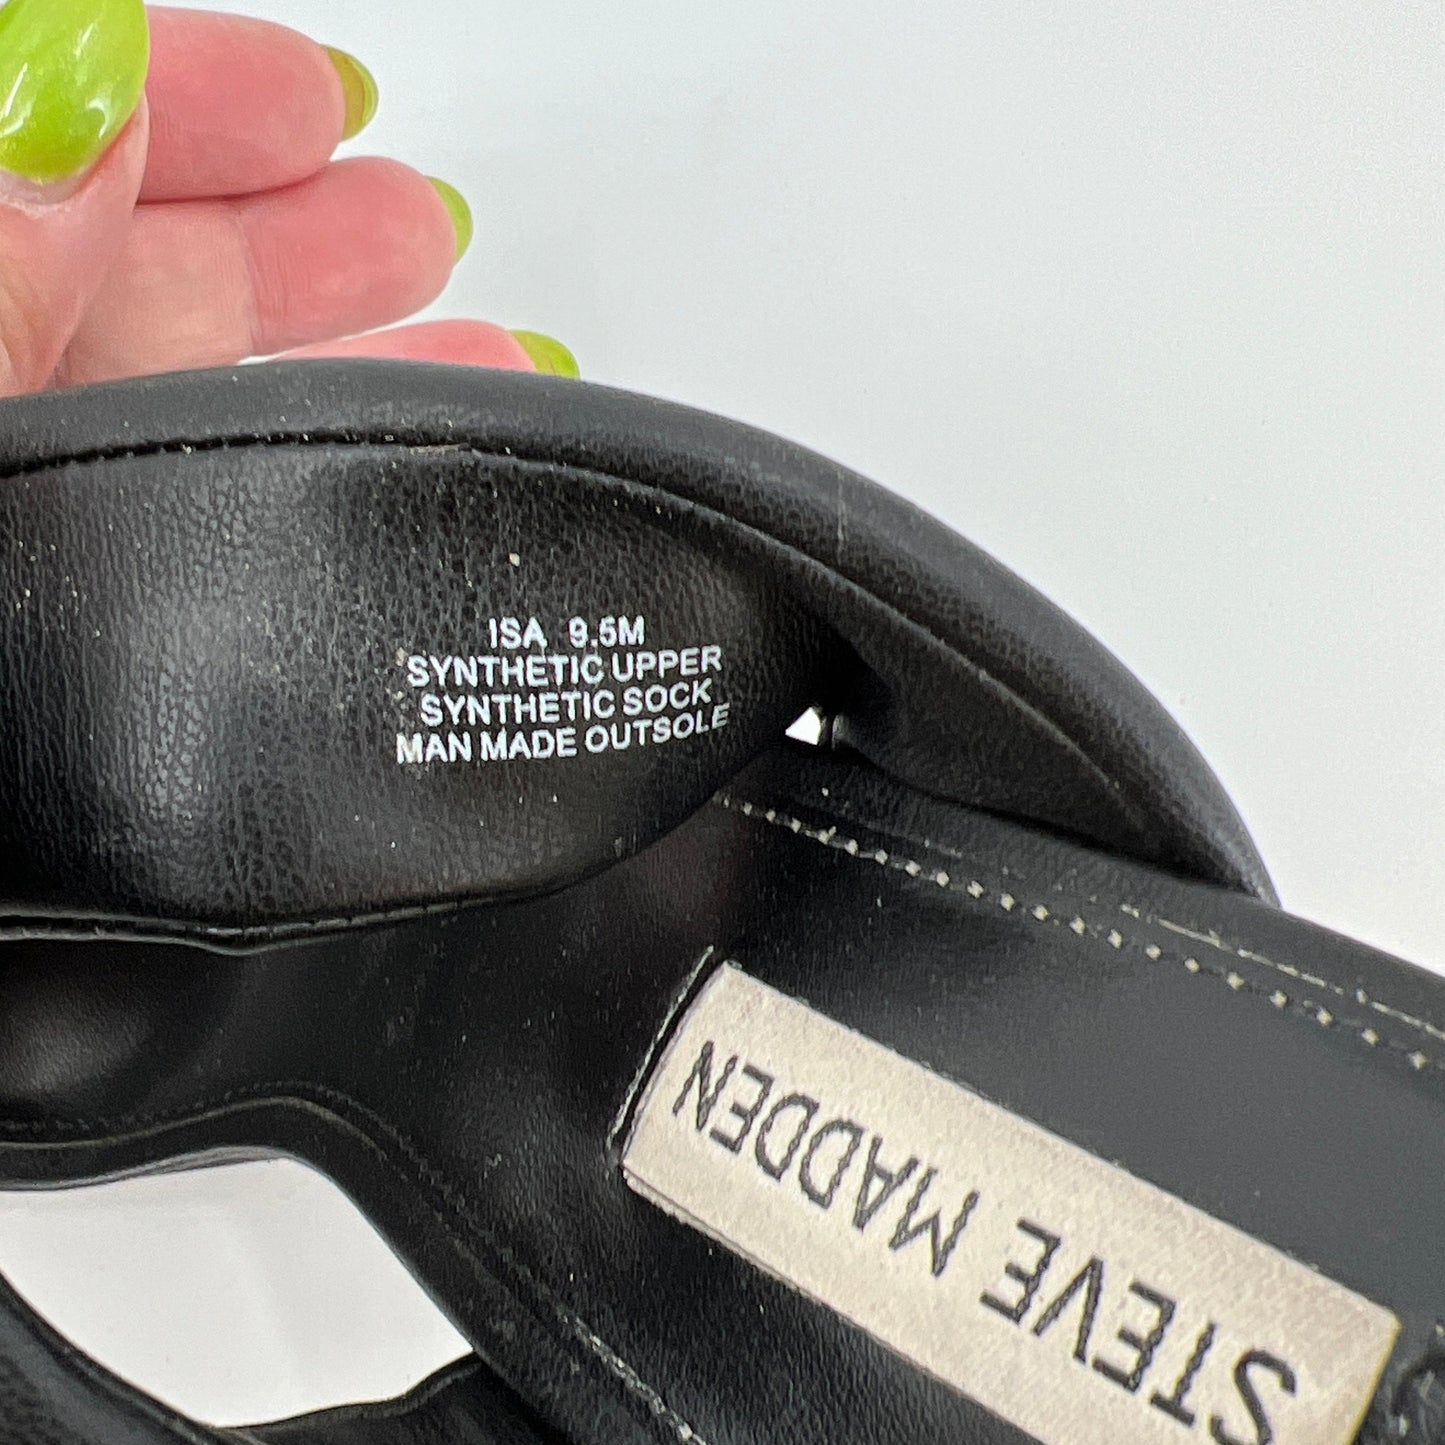 ISA 9.5M
SYNTHETIC UPPER
SYNTHETIC SOCK
MAN MADE OUTSOLE
STEVE MADDEN